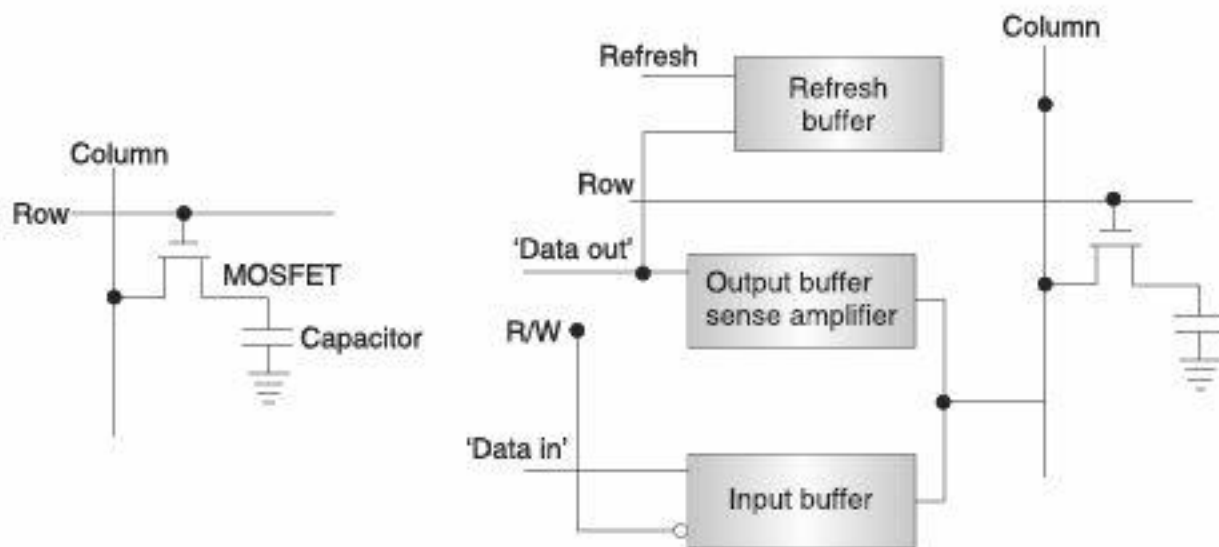 Column
Row
MOSFET
Capacitor
Column
Refresh
Refresh
buffer
Row
'Data out'
Output buffer
sense amplifier
R/W
'Data in'
Input buffer